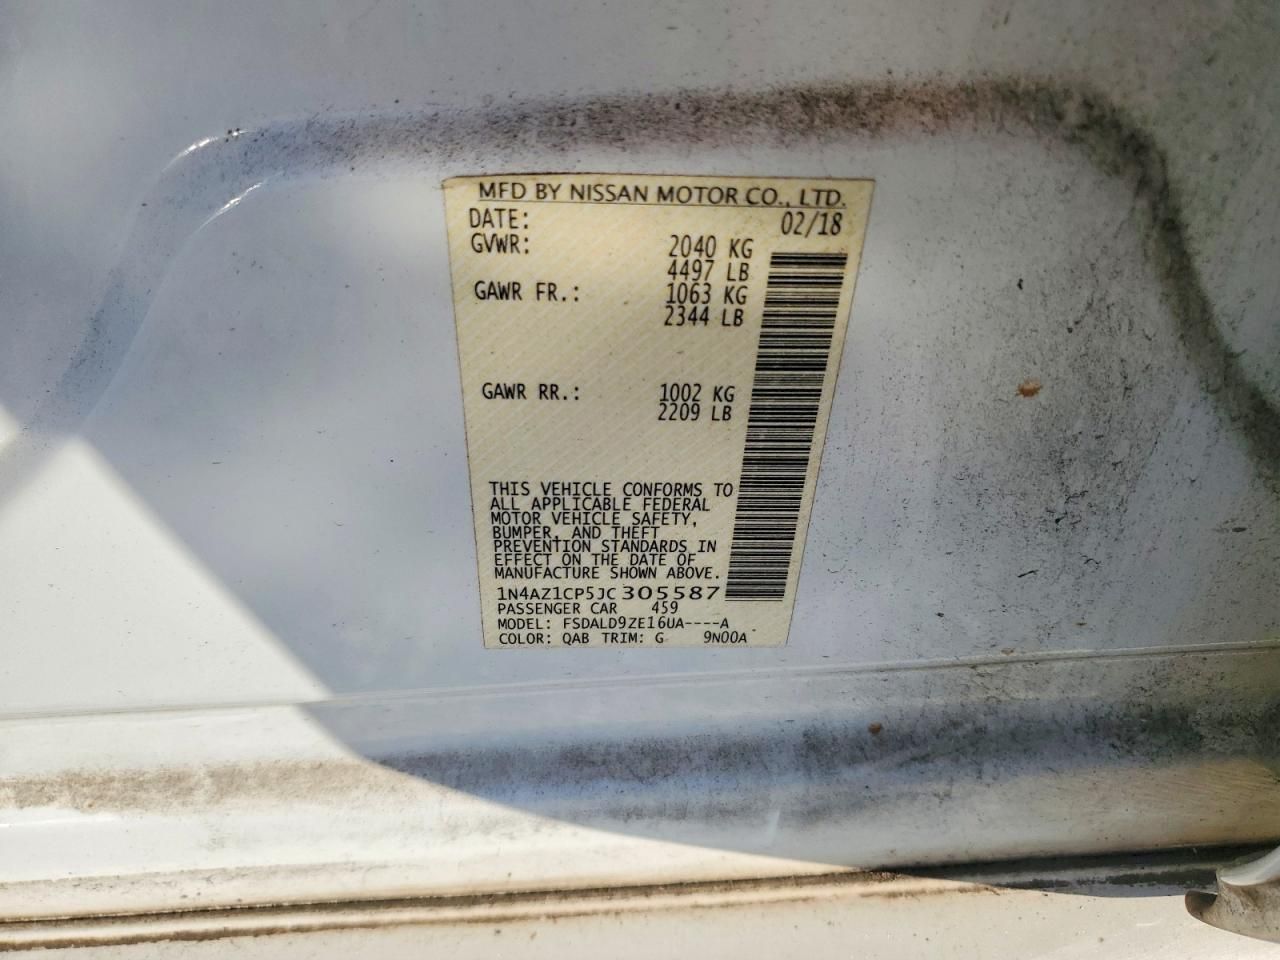 MFD BY NISSAN MOTOR CO., LTD.
DATE: 02/18
GVWR: 2040 KG
4497 LB
GAWR FR.: 1063 KG
2344 LB
GAWR RR.: 1002 KG
2209 LB
THIS VEHICLE CONFORMS TO
ALL APPLICABLE FEDERAL
MOTOR VEHICLE SAFETY,
BUMPER, AND THEFT
PREVENTION STANDARDS IN
EFFECT ON THE DATE OF
MANUFACTURE SHOWN ABOVE.
1N4AZ1CP5JC305587
PASSENGER CAR 459
MODEL: FSDALD9ZE16UA----A
COLOR: QAB TRIM: G 9N00A